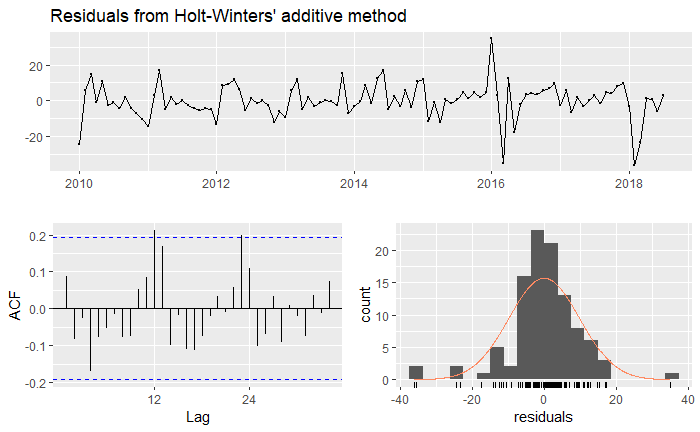 Residuals from Holt-Winters' additive method
20
0
-20
2010 2012 2014 2016 2018
ACF
0.2
0.1
0.0
-0.1
-0.2
12 24
Lag
count
20
15
10
5
0
-40 -20 0 20 40
residuals